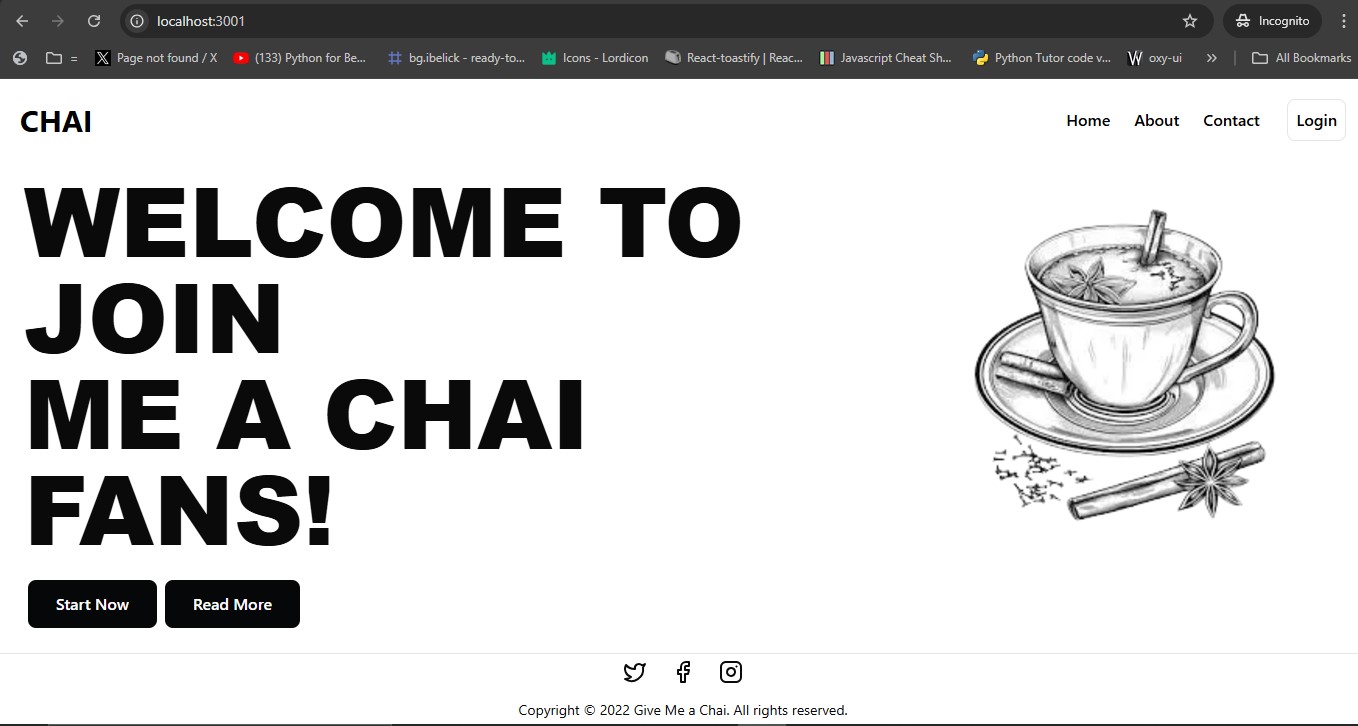 localhost:3001
Incognito
=
Page not found / X
(133) Python for Be...
bg.ibelick - ready-to...
Icons - Lordicon
React-toastify | Reac...
Javascript Cheat Sh...
Python Tutor code v...
oxy-ui
»
All Bookmarks
CHAI
Home
About
Contact
Login
WELCOME TO
JOIN
ME A CHAI
FANS!
Start Now
Read More
Copyright © 2022 Give Me a Chai. All rights reserved.